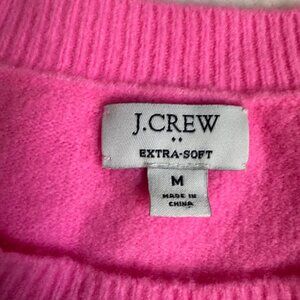 J.CREW
EXTRA-SOFT
M
MADE IN
CHINA